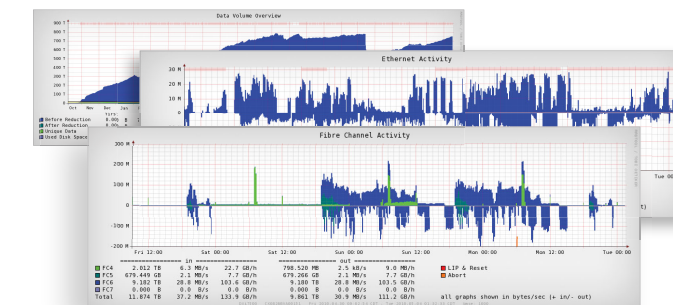 Data Volume Overview
900 T
800 T
700 T
600 T
500 T
400 T
300 T
200 T
100 T
0
Oct Nov Dec Jan
Before Reduction 0.00
After Reduction 0.00
Unique Data
Used Disk Space
Ethernet Activity
30 M
20 M
10 M
0
Tue 0
Fibre Channel Activity
300 M
200 M
100 M
0
-100 M
-200 M
Fri 12:00 Sat 00:00 Sat 12:00 Sun 00:00 Sun 12:00 Mon 00:00 Mon 12:00 Tue 00:00
in out
FC4 2.012 TB 6.3 MB/s 22.7 GB/h 798.520 MB 2.5 kB/s 9.0 MB/h LIP & Reset
FC5 679.449 GB 2.1 MB/s 7.7 GB/h 679.266 GB 2.1 MB/s 7.7 GB/h Abort
FC6 9.182 TB 28.8 MB/s 103.6 GB/h 9.180 TB 28.8 MB/s 103.5 GB/h
FC7 0.000 B 0.0 B/s 0.0 B/h 0.000 B 0.0 B/s 0.0 B/h
Total 11.874 TB 37.2 MB/s 133.9 GB/h 9.861 TB 30.9 MB/s 111.2 GB/h all graphs shown in bytes/sec (+ in/- out)